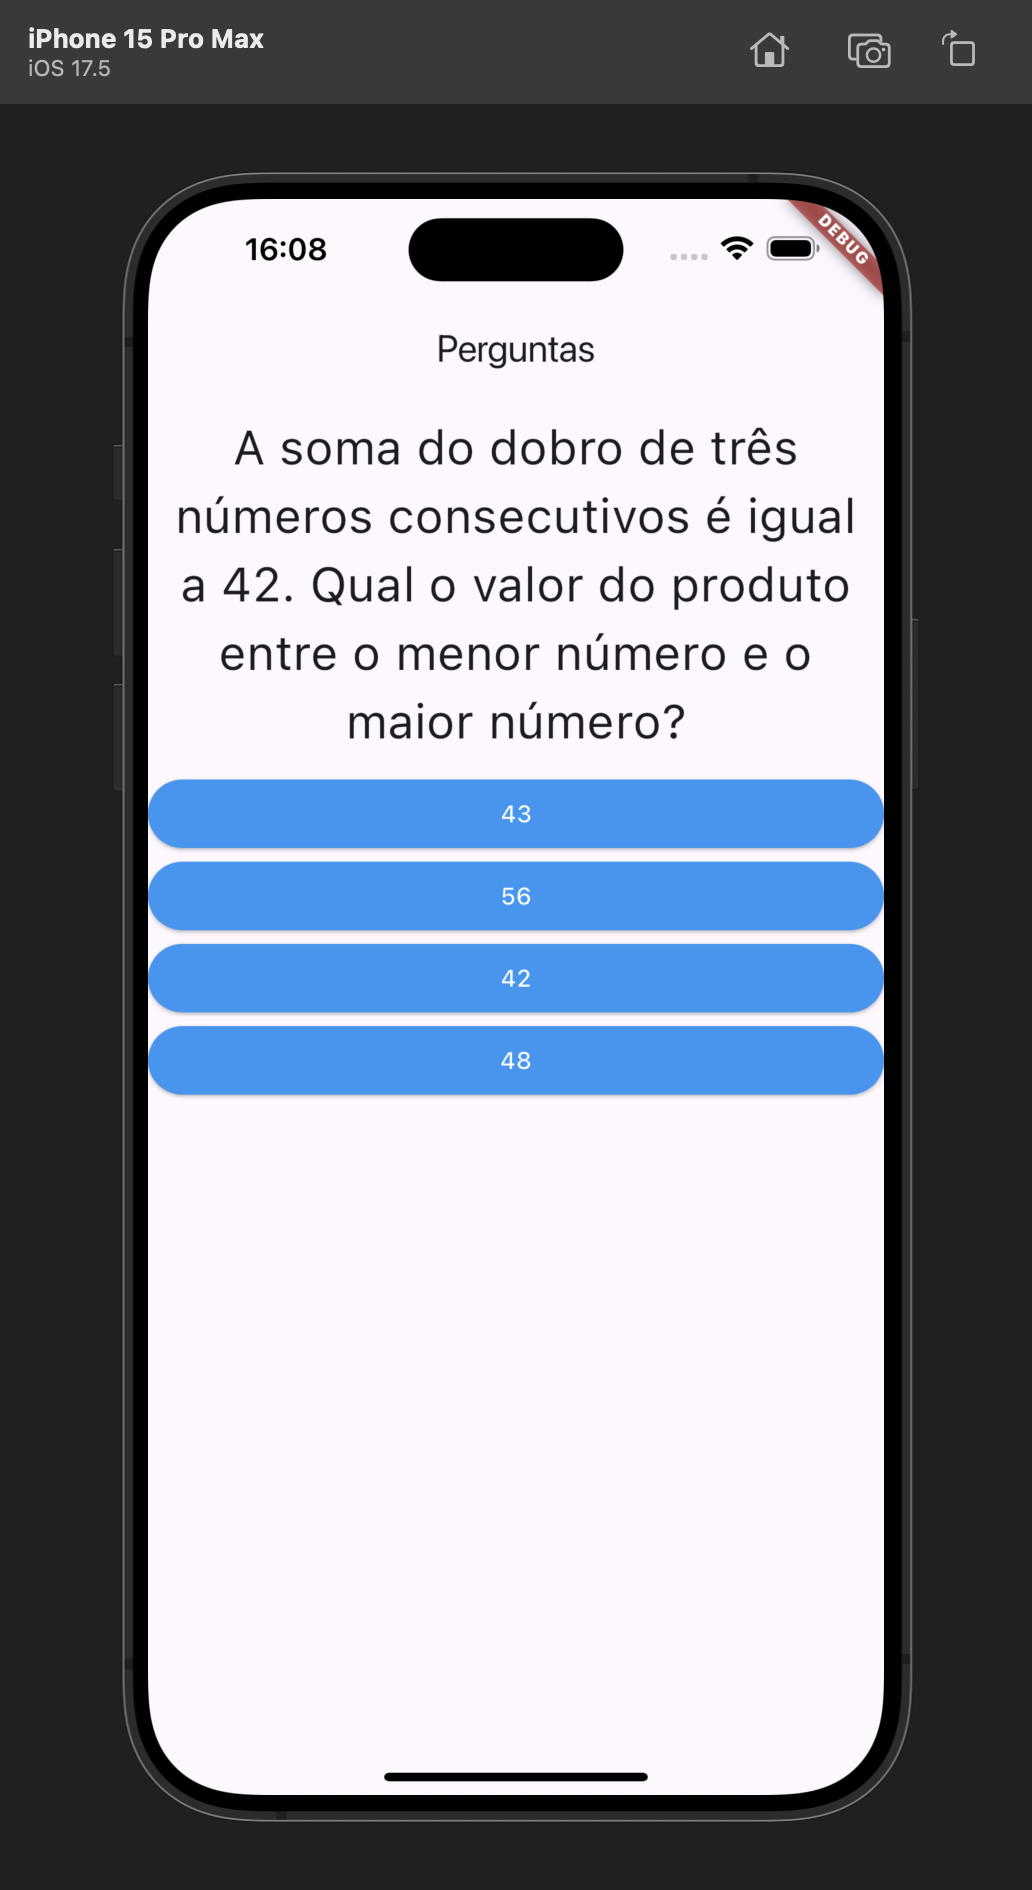 iPhone 15 Pro Max
iOS 17.5
16:08
DEBUG
Perguntas
A soma do dobro de três
números consecutivos é igual
a 42. Qual o valor do produto
entre o menor número e o
maior número?
43
56
42
48